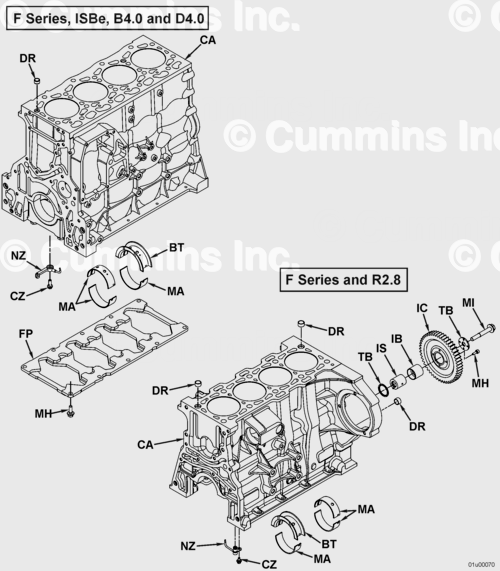 F Series, ISBe, B4.0 and D4.0
© Cummins Inc.
CA
DR
© Cummins Inc.
NZ
BT
© Cummins Inc.
CZ
MA
MA
F Series and R2.8
FP
DR
IC
TB
MI
IB
IS
TB
DR
MH
MH
DR
CA
© Cummins Inc.
MA
NZ
BT
MA
CZ
01u00070